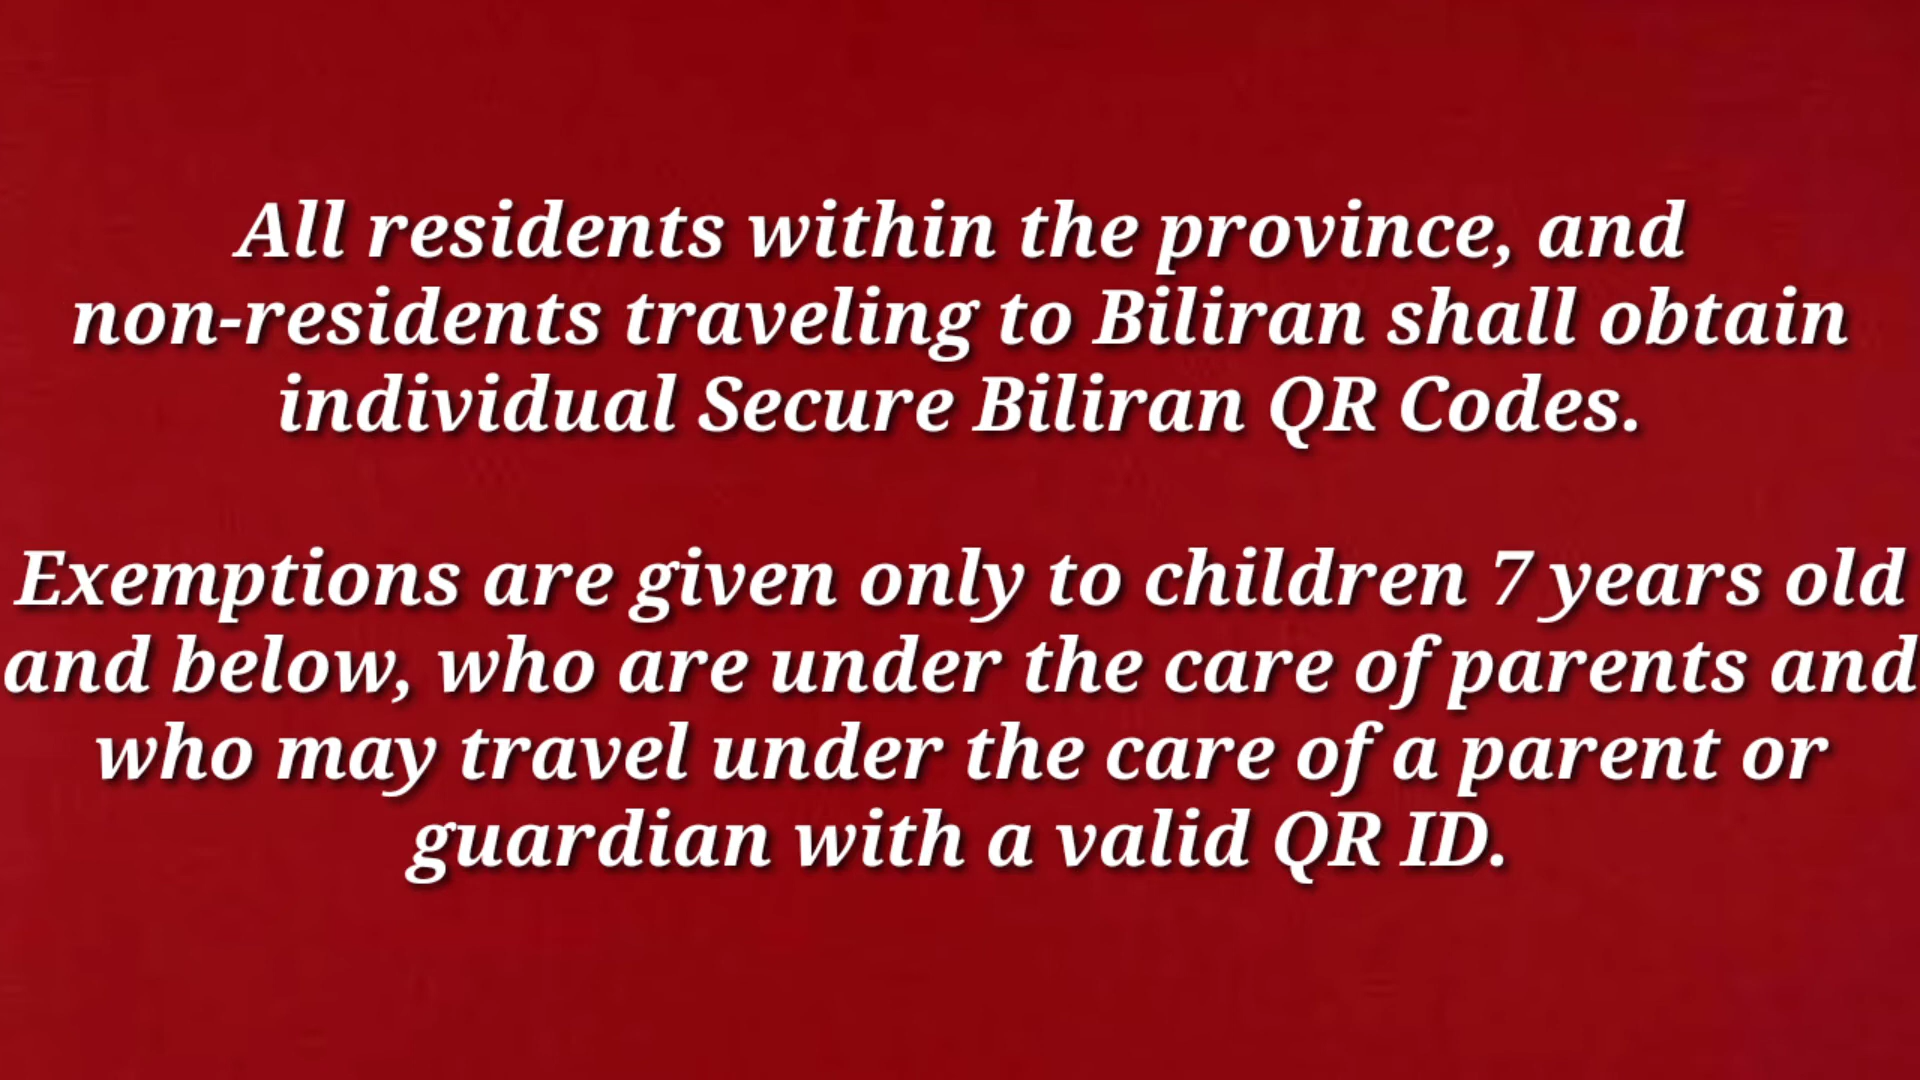 All residents within the province, and
non-residents traveling to Biliran shall obtain
individual Secure Biliran QR Codes.
Exemptions are given only to children 7 years old
and below, who are under the care of parents and
who may travel under the care of a parent or
guardian with a valid QR ID.